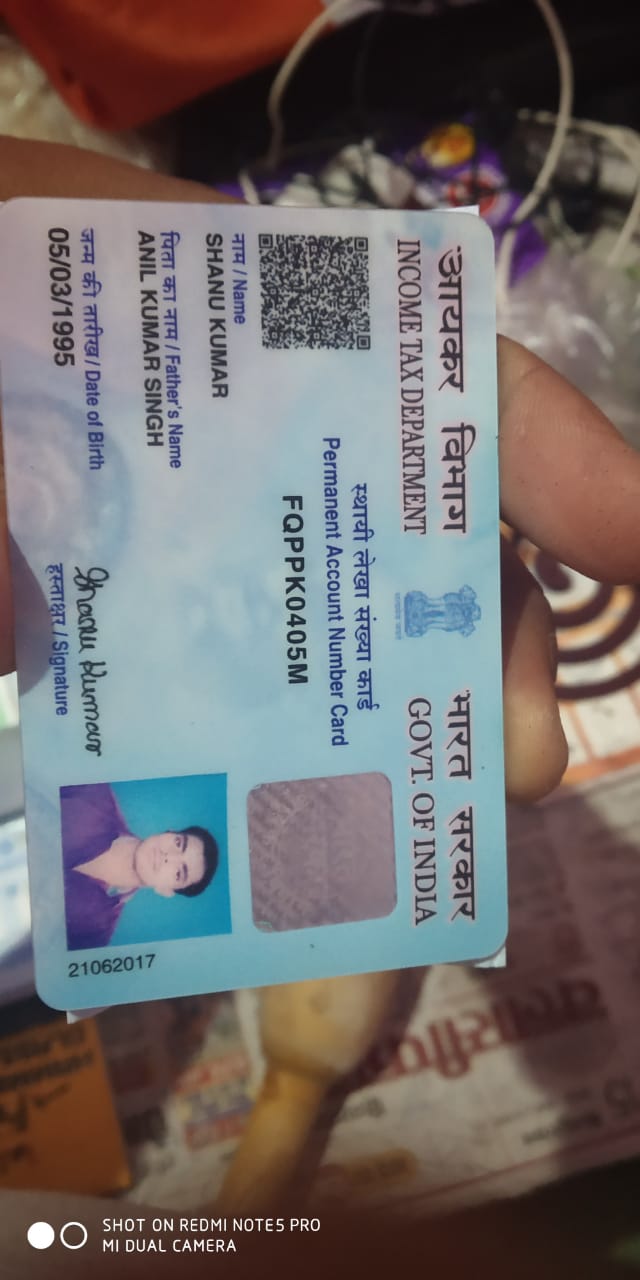 आयकर विभाग
INCOME TAX DEPARTMENT
भारत सरकार
GOVT. OF INDIA
स्थायी लेखा संख्या कार्ड
Permanent Account Number Card
FQPPK0405M
नाम / Name
SHANU KUMAR
पिता का नाम / Father's Name
ANIL KUMAR SINGH
जन्म की तारीख / Date of Birth
05/03/1995
Shanu Kumar
हस्ताक्षर / Signature
21062017
SHOT ON REDMI NOTE5 PRO
MI DUAL CAMERA